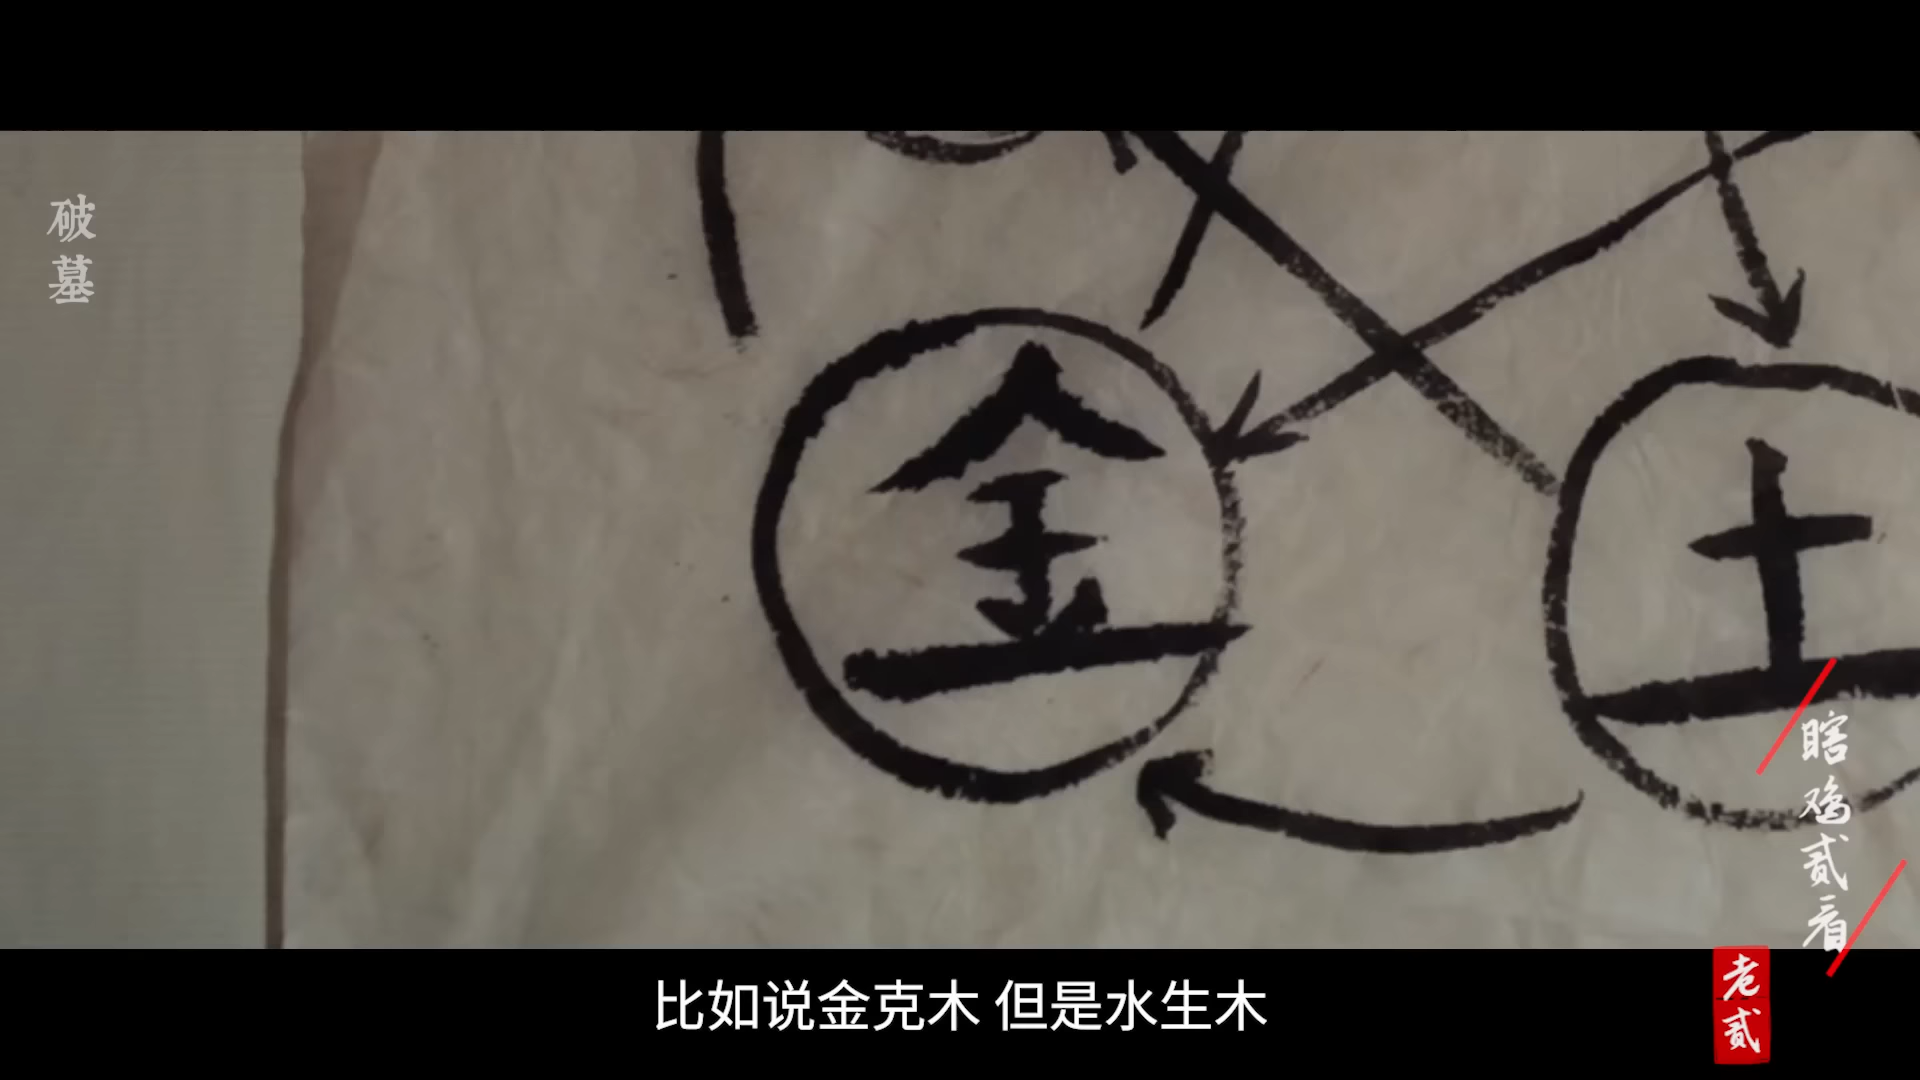 破墓
金
土
瞎鸡贰看
老贰
比如说金克木 但是水生木